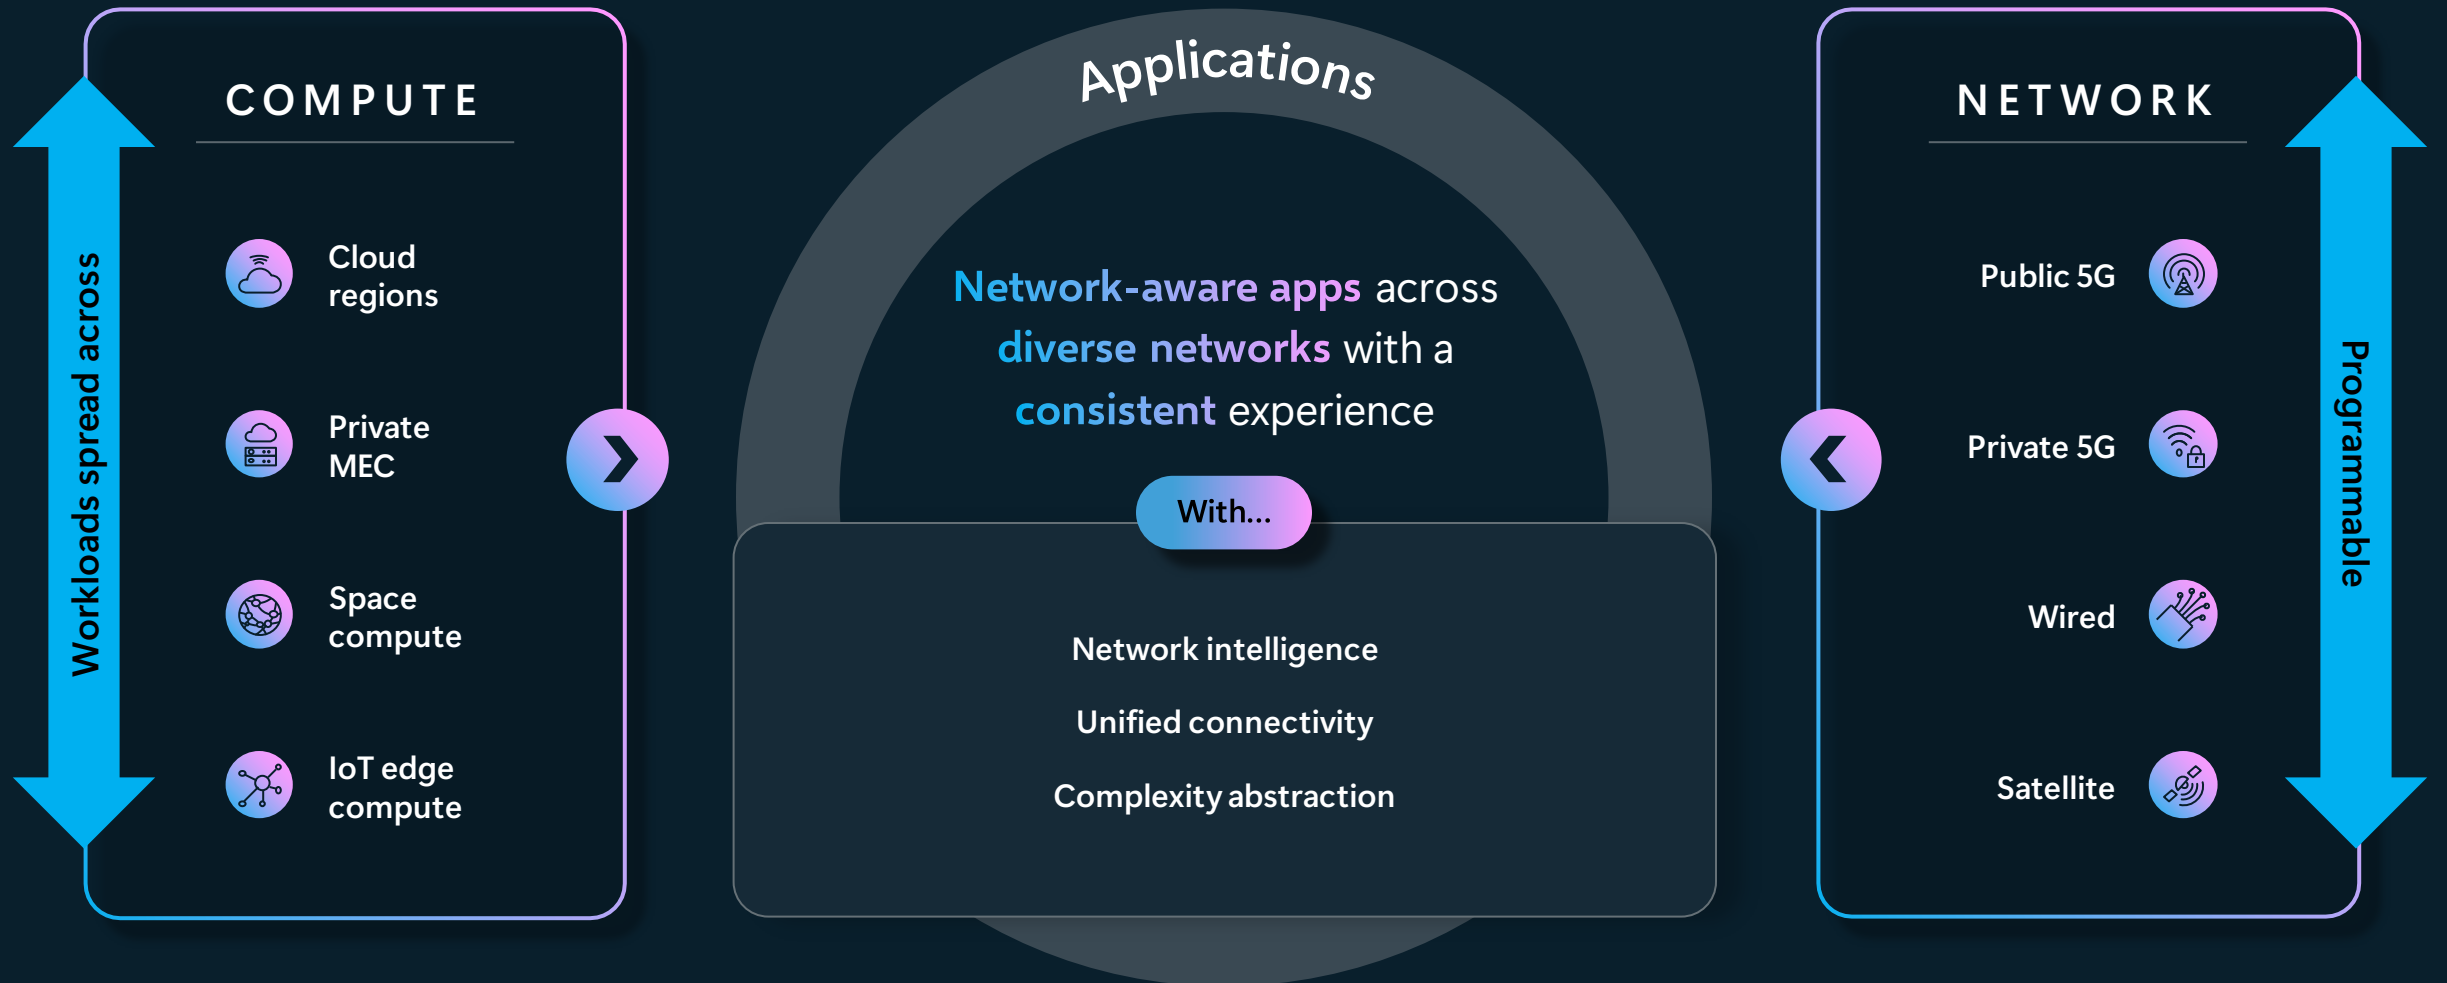 Workloads spread across
COMPUTE
Cloud
regions
Private
MEC
Space
compute
IoT edge
compute
Applications
Network-aware apps across
diverse networks with a
consistent experience
With...
Network intelligence
Unified connectivity
Complexity abstraction
NETWORK
Public 5G
Private 5G
Wired
Satellite
Programmable